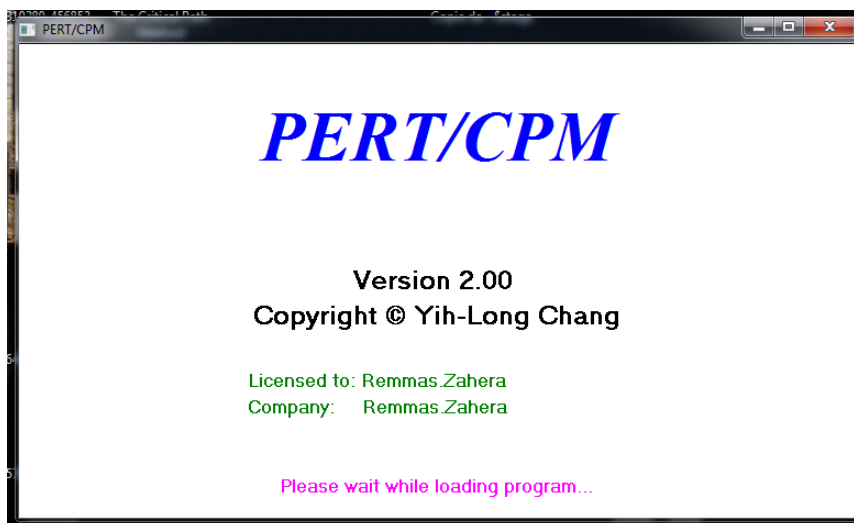 PERT/CPM
PERT/CPM
Version 2.00
Copyright © Yih-Long Chang
Licensed to: Remmas.Zahera
Company: Remmas.Zahera
Please wait while loading program...